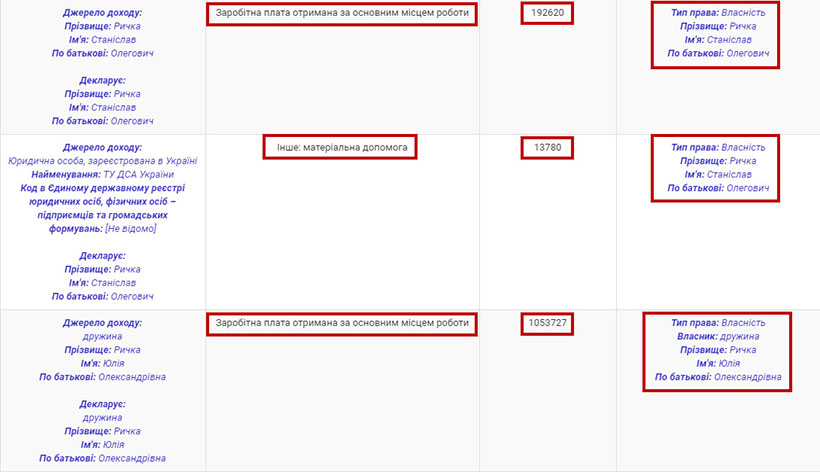 Джерело доходу:
Прізвище: Ричка
Ім'я: Станіслав
По батькові: Олегович
Декларує:
Прізвище: Ричка
Ім'я: Станіслав
По батькові: Олегович
Заробітна плата отримана за основним місцем роботи
192620
Тип права: Власність
Прізвище: Ричка
Ім'я: Станіслав
По батькові: Олегович
Джерело доходу:
Юридична особа, зареєстрована в Україні
Найменування: ТУ ДСА України
Код в Єдиному державному реєстрі
юридичних осіб, фізичних осіб –
підприємців та громадських
формувань: [Не відомо]
Декларує:
Прізвище: Ричка
Ім'я: Станіслав
По батькові: Олегович
Інше: матеріальна допомога
13780
Тип права: Власність
Прізвище: Ричка
Ім'я: Станіслав
По батькові: Олегович
Джерело доходу:
дружина
Прізвище: Ричка
Ім'я: Юлія
По батькові: Олександрівна
Декларує:
дружина
Прізвище: Ричка
Ім'я: Юлія
По батькові: Олександрівна
Заробітна плата отримана за основним місцем роботи
1053727
Тип права: Власність
Власник: дружина
Прізвище: Ричка
Ім'я: Юлія
По батькові: Олександрівна